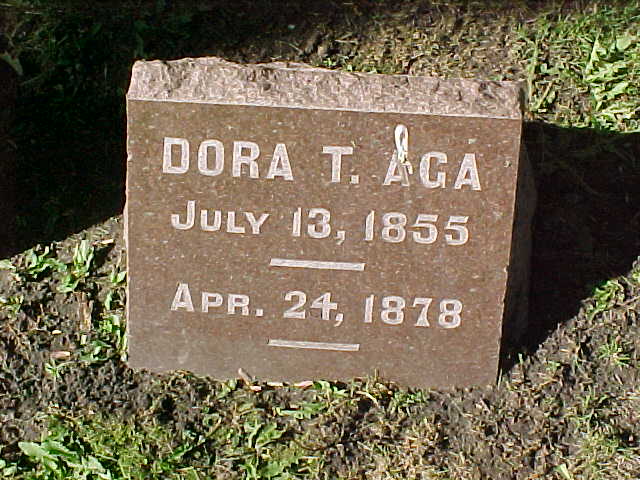 DORA T. AGA
JULY 13, 1855
APR. 24, 1878